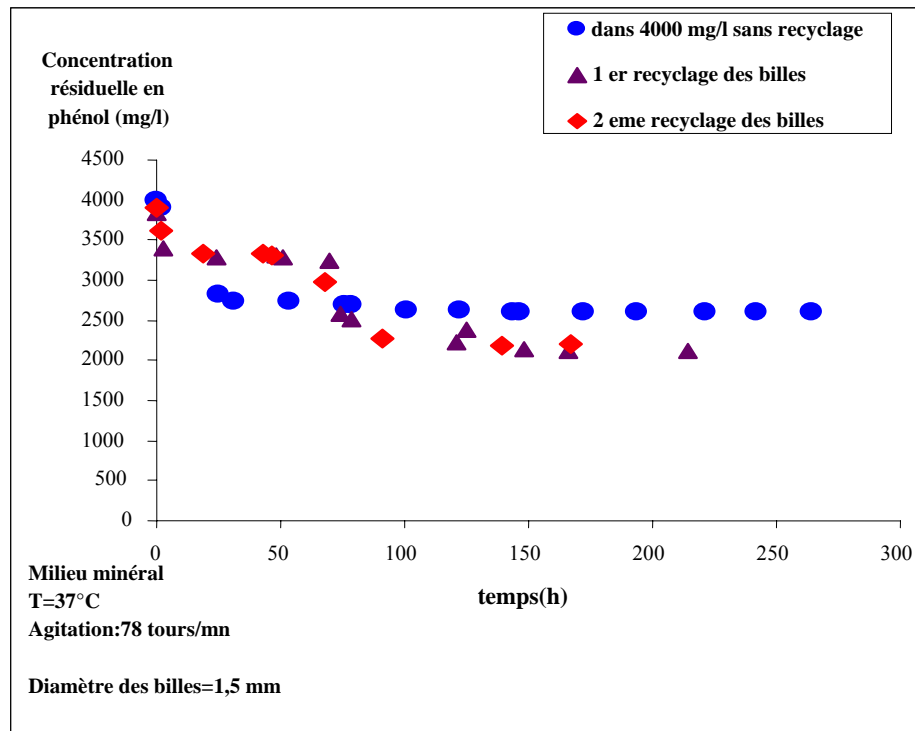 dans 4000 mg/l sans recyclage
1 er recyclage des billes
2 eme recyclage des billes
Concentration
résiduelle en
phénol (mg/l)
4500
4000
3500
3000
2500
2000
1500
1000
500
0
0 50 100 150 200 250 300
temps(h)
Milieu minéral
T=37°C
Agitation:78 tours/mn
Diamètre des billes=1,5 mm